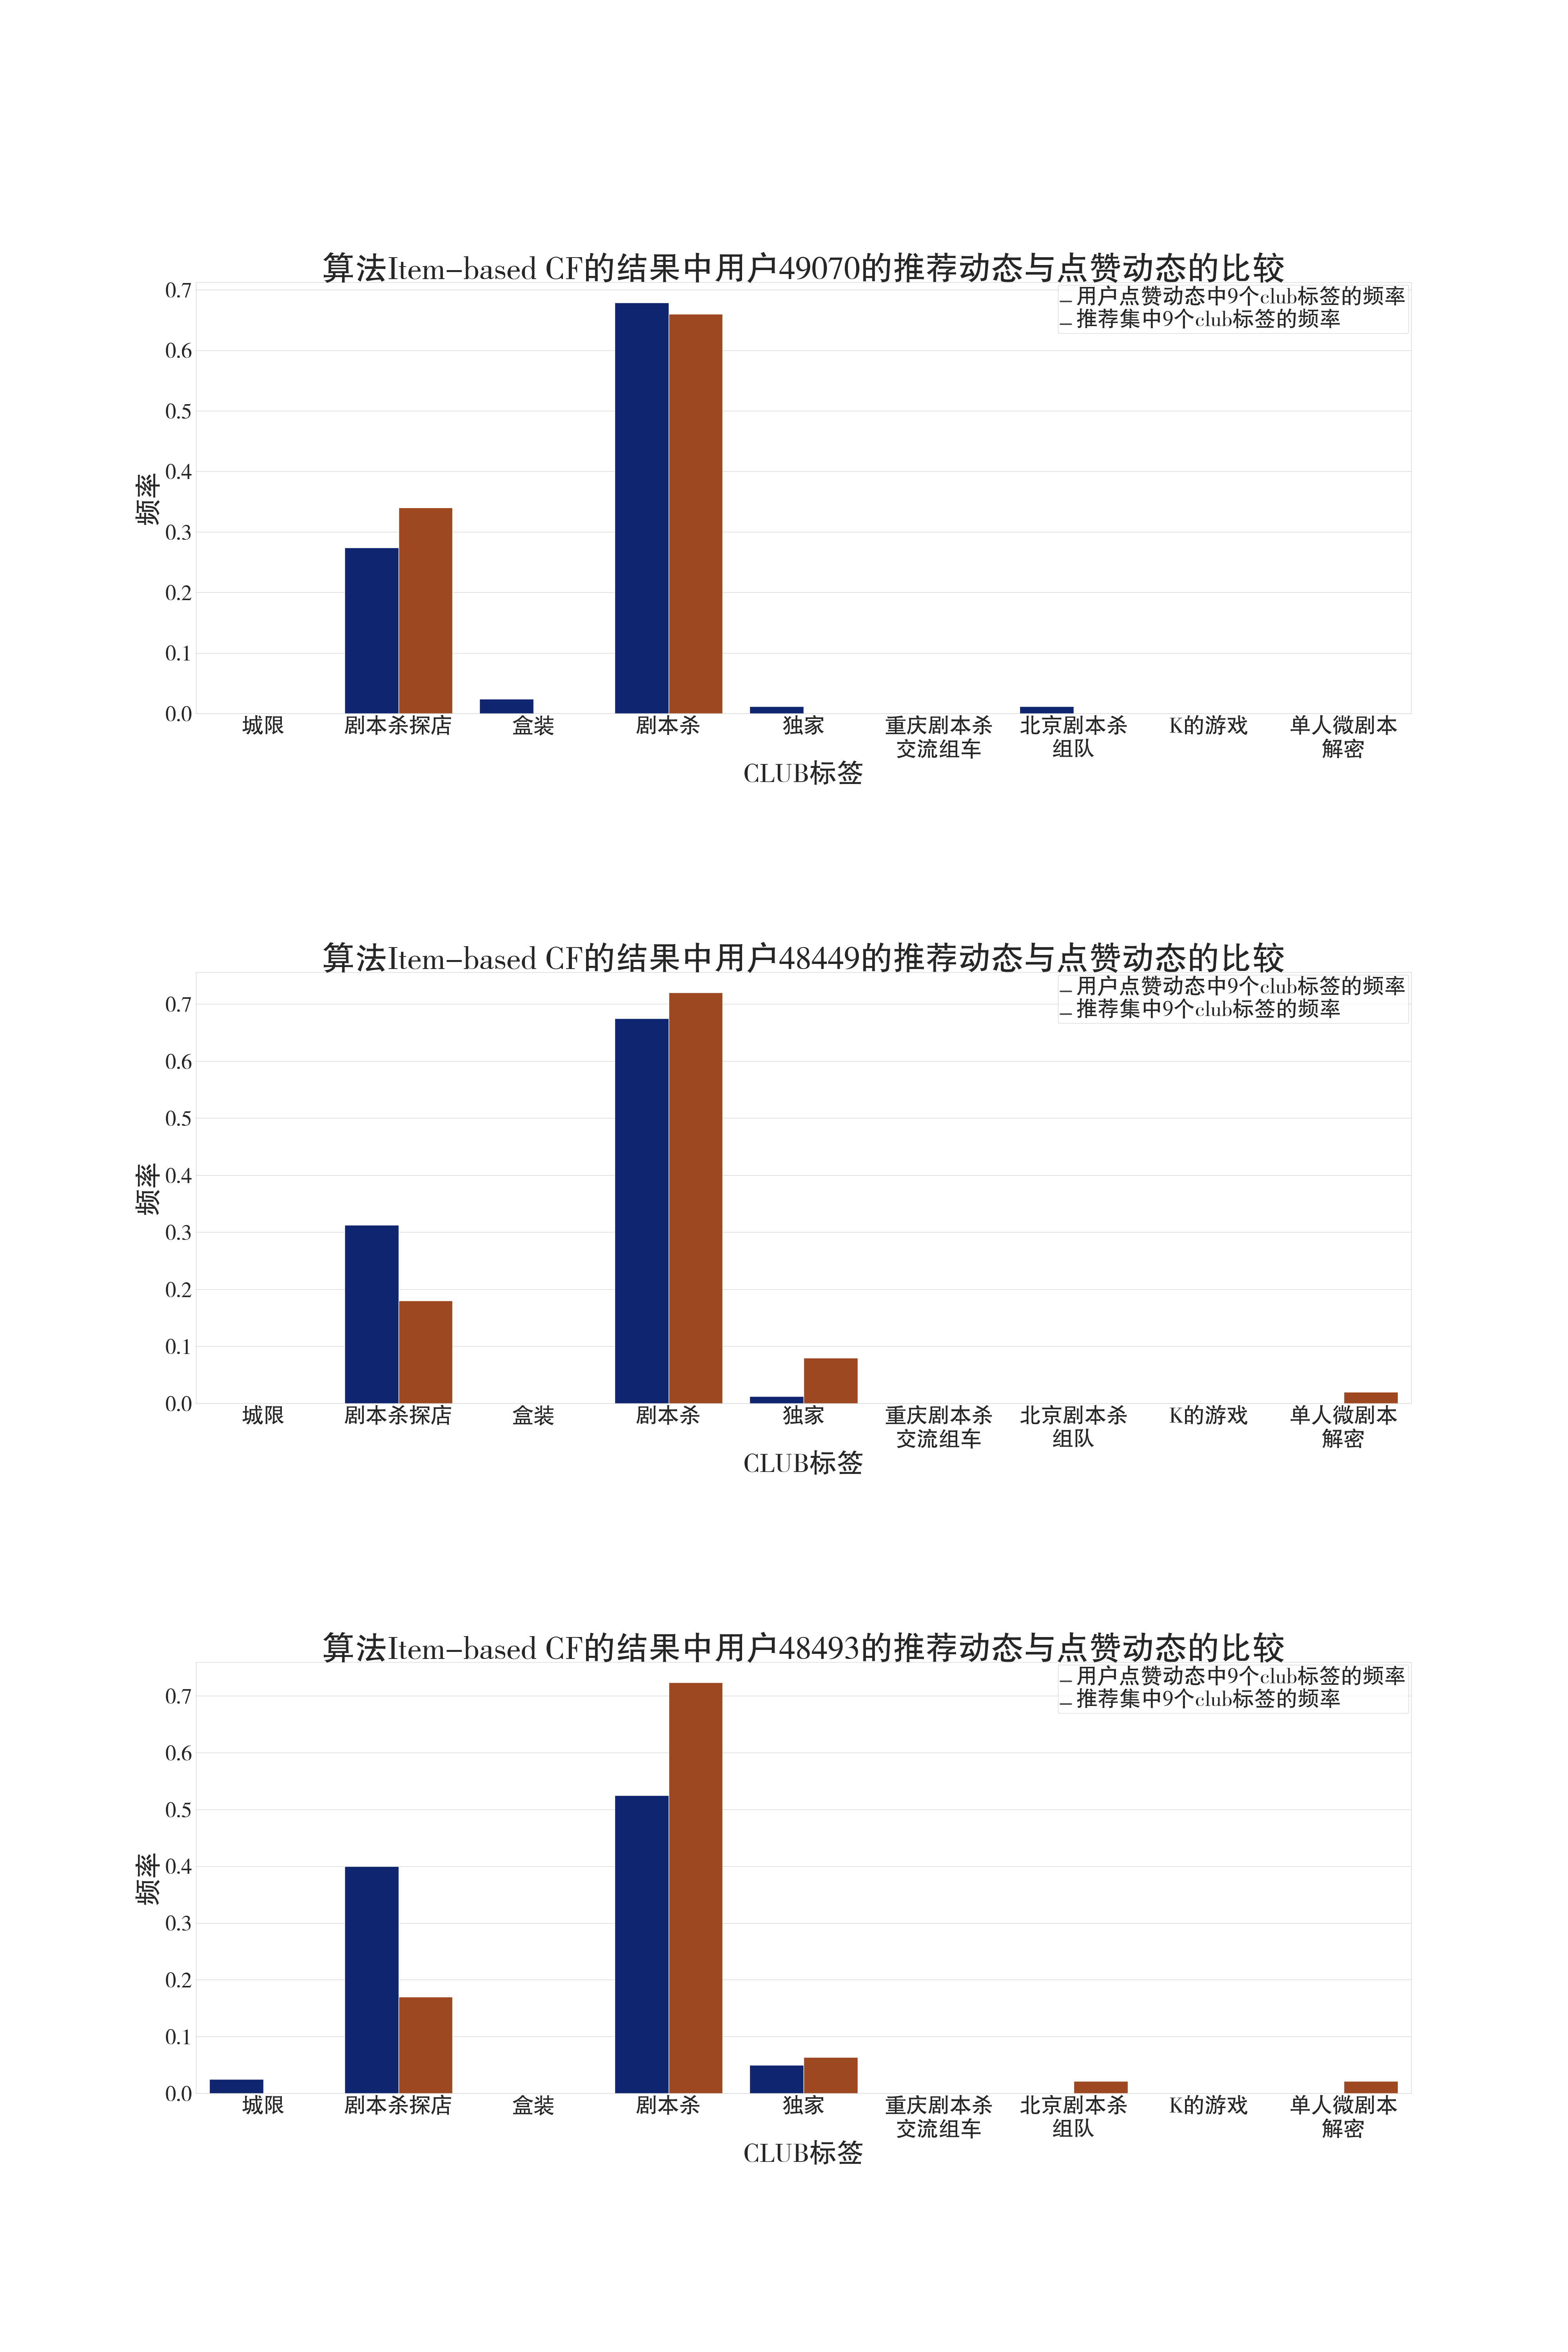 算法Item-based CF的结果中用户49070的推荐动态与点赞动态的比较
用户点赞动态中9个club标签的频率
推荐集中9个club标签的频率
0.7
0.6
0.5
0.4
0.3
0.2
0.1
0.0
频率
城限 剧本杀探店 盒装 剧本杀 独家 重庆剧本杀 北京剧本杀 K的游戏 单人微剧本
交流组车 组队 解密
CLUB标签
算法Item-based CF的结果中用户48449的推荐动态与点赞动态的比较
用户点赞动态中9个club标签的频率
推荐集中9个club标签的频率
0.7
0.6
0.5
0.4
0.3
0.2
0.1
0.0
频率
城限 剧本杀探店 盒装 剧本杀 独家 重庆剧本杀 北京剧本杀 K的游戏 单人微剧本
交流组车 组队 解密
CLUB标签
算法Item-based CF的结果中用户48493的推荐动态与点赞动态的比较
用户点赞动态中9个club标签的频率
推荐集中9个club标签的频率
0.7
0.6
0.5
0.4
0.3
0.2
0.1
0.0
频率
城限 剧本杀探店 盒装 剧本杀 独家 重庆剧本杀 北京剧本杀 K的游戏 单人微剧本
交流组车 组队 解密
CLUB标签